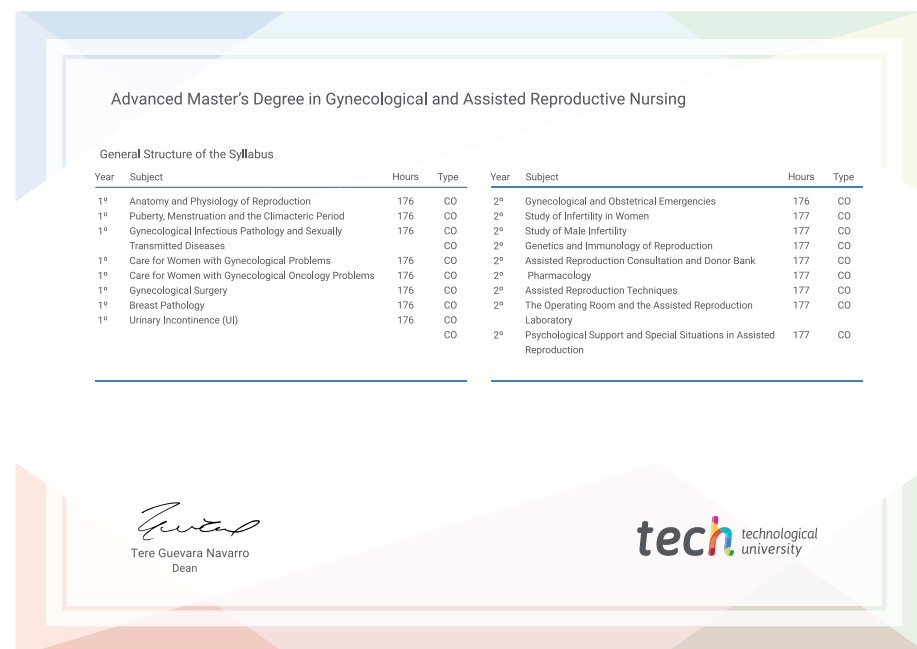 Advanced Master's Degree in Gynecological and Assisted Reproductive Nursing
General Structure of the Syllabus
Year Subject Hours Type
1º Anatomy and Physiology of Reproduction 176 CO
1º Puberty, Menstruation and the Climacteric Period 176 CO
1º Gynecological Infectious Pathology and Sexually 176 CO
Transmitted Diseases CO
1º Care for Women with Gynecological Problems 176 CO
1º Care for Women with Gynecological Oncology Problems 176 CO
1º Gynecological Surgery 176 CO
1º Breast Pathology 176 CO
1º Urinary Incontinence (UI) 176 CO
CO
Year Subject Hours Type
2º Gynecological and Obstetrical Emergencies 176 CO
2º Study of Infertility in Women 177 CO
2º Study of Male Infertility 177 CO
2º Genetics and Immunology of Reproduction 177 CO
2º Assisted Reproduction Consultation and Donor Bank 177 CO
2º Pharmacology 177 CO
2º Assisted Reproduction Techniques 177 CO
2º The Operating Room and the Assisted Reproduction 177 CO
Laboratory
2º Psychological Support and Special Situations in Assisted 177 CO
Reproduction
Tere Guevara Navarro
Dean
tech technological
university